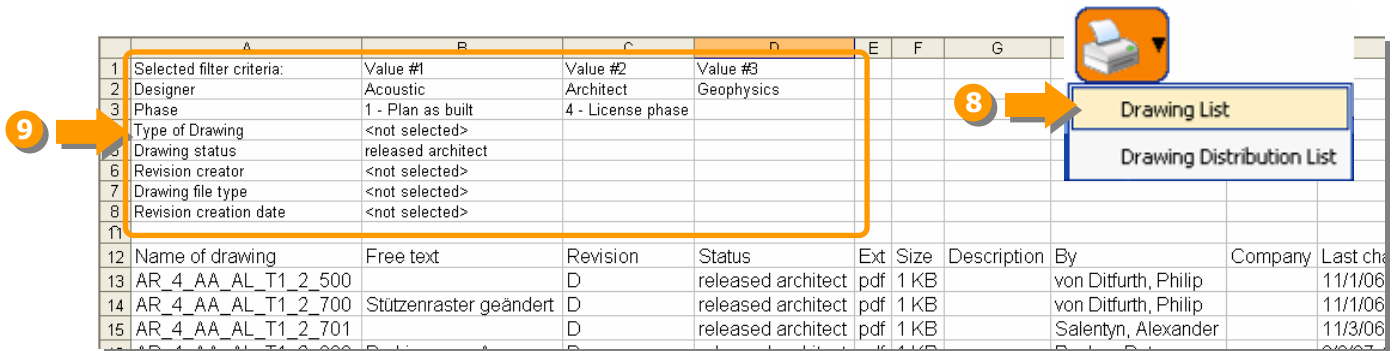 A B C D E F G
1 Selected filter criteria: Value #1 Value #2 Value #3
2 Designer Acoustic Architect Geophysics
3 Phase 1 - Plan as built 4 - License phase
Type of Drawing <not selected>
5 Drawing status released architect
6 Revision creator <not selected>
7 Drawing file type <not selected>
8 Revision creation date <not selected>
12 Name of drawing Free text Revision Status Ext Size Description By Company Last cha
13 AR_4_AA_AL_T1_2_500 D released architect pdf 1 KB von Ditfurth, Philip 11/1/06
14 AR_4_AA_AL_T1_2_700 Stützenraster geändert D released architect pdf 1 KB von Ditfurth, Philip 11/1/06
15 AR_4_AA_AL_T1_2_701 D released architect pdf 1 KB Salentyn, Alexander 11/3/06
9
8
Drawing List
Drawing Distribution List